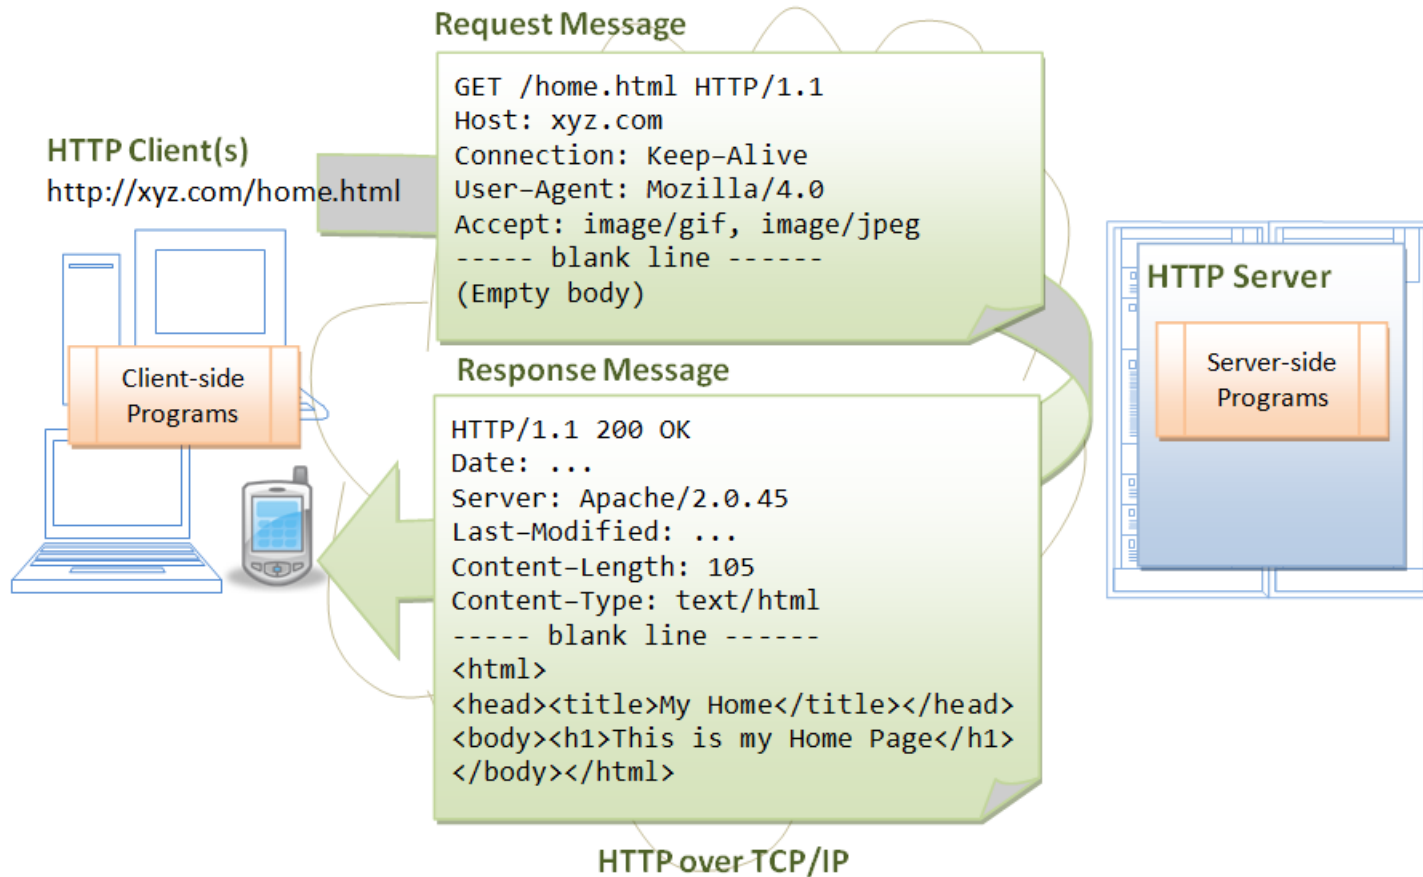 Request Message
GET /home.html HTTP/1.1
Host: xyz.com
Connection: Keep-Alive
User-Agent: Mozilla/4.0
Accept: image/gif, image/jpeg
----- blank line ------
(Empty body)
HTTP Client(s)
http://xyz.com/home.html
Client-side
Programs
HTTP Server
Server-side
Programs
Response Message
HTTP/1.1 200 OK
Date: ...
Server: Apache/2.0.45
Last-Modified: ...
Content-Length: 105
Content-Type: text/html
----- blank line ------
<html>
<head><title>My Home</title></head>
<body><h1>This is my Home Page</h1>
</body></html>
HTTP over TCP/IP